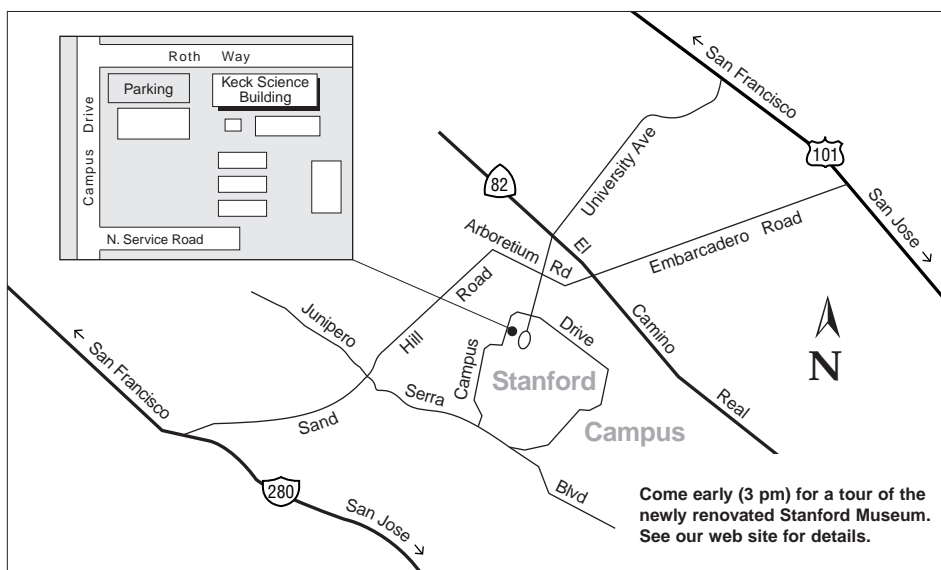 Roth Way
Parking
Keck Science
Building
Campus Drive
N. Service Road
← San Francisco
101
San Jose →
University Ave
82
El
Camino
Real
Embarcadero Road
Arboretium Rd
Sand
Hill
Road
Junipero
Serra
Blvd
Campus
Drive
Stanford
Campus
N
← San Francisco
280
San Jose →
Come early (3 pm) for a tour of the
newly renovated Stanford Museum.
See our web site for details.